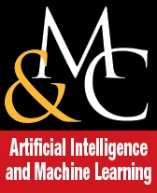 M
&C
Artificial Intelligence
and Machine Learning